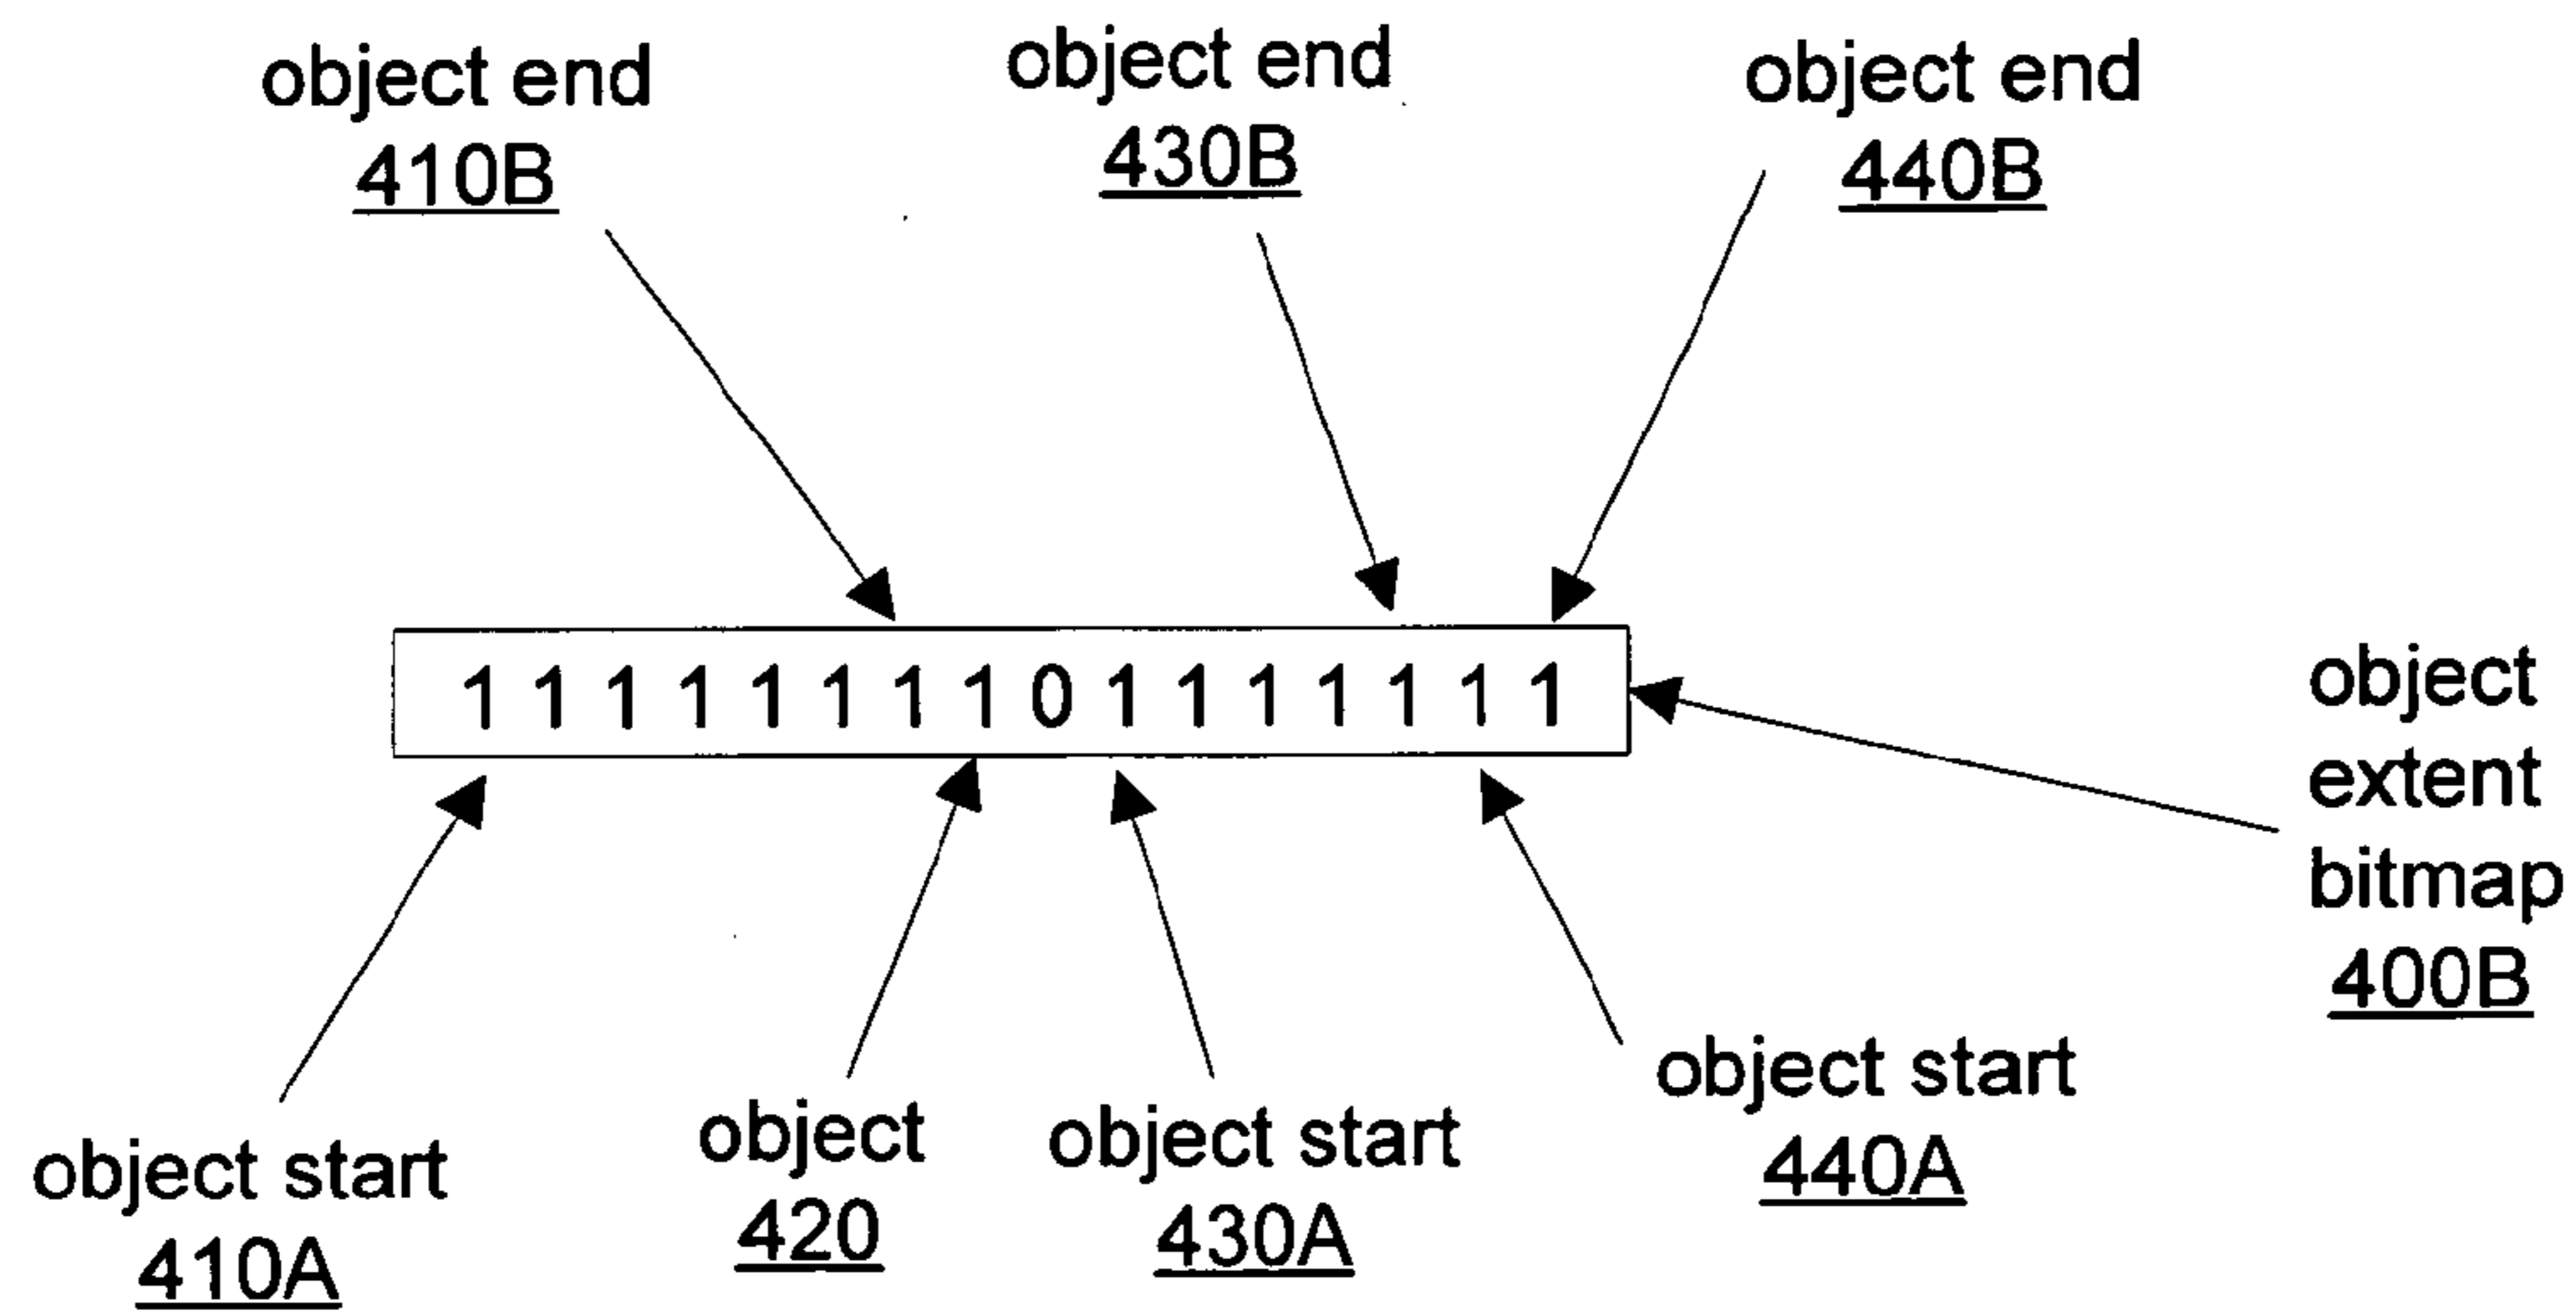 object end
410B
object end
430B
object end
440B
1 1 1 1 1 1 1 1 0 1 1 1 1 1 1 1
object
extent
bitmap
400B
object start
410A
object
420
object start
430A
object start
440A